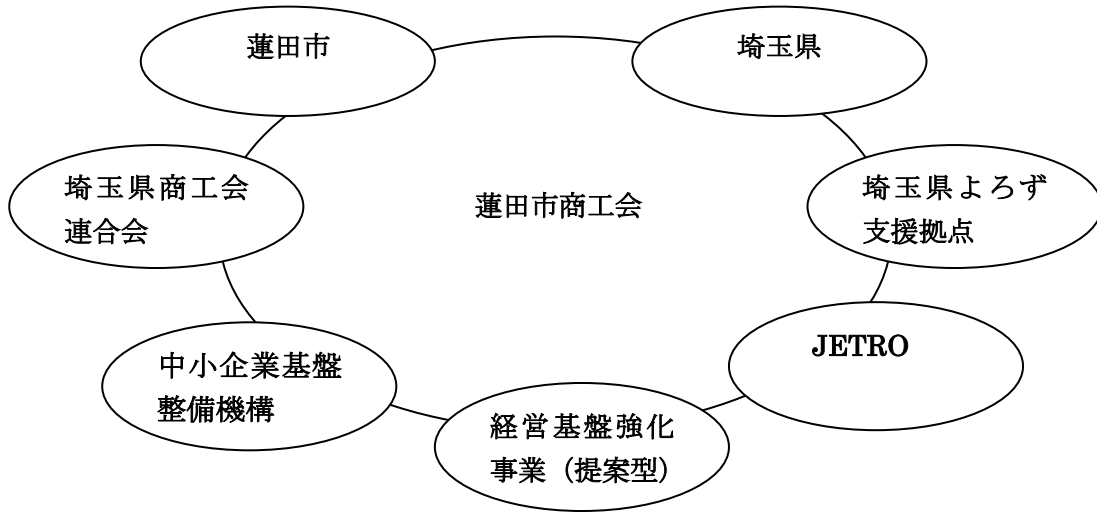 蓮田市
埼玉県
埼玉県商工会
連合会
蓮田市商工会
埼玉県よろず
支援拠点
中小企業基盤
整備機構
JETRO
経営基盤強化
事業（提案型）